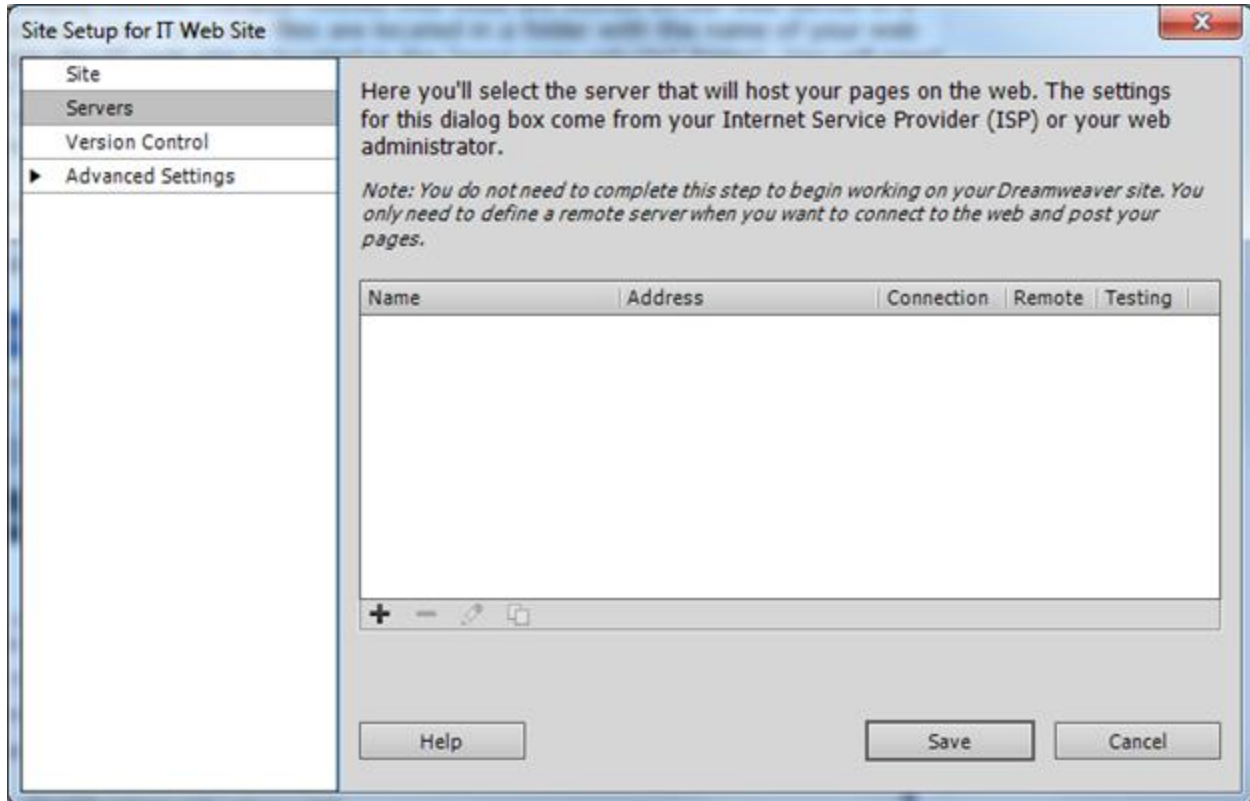 Site Setup for IT Web Site
Site
Servers
Version Control
Advanced Settings
Here you'll select the server that will host your pages on the web. The settings
for this dialog box come from your Internet Service Provider (ISP) or your web
administrator.
Note: You do not need to complete this step to begin working on your Dreamweaver site. You
only need to define a remote server when you want to connect to the web and post your
pages.
Name Address Connection Remote Testing
Help Save Cancel